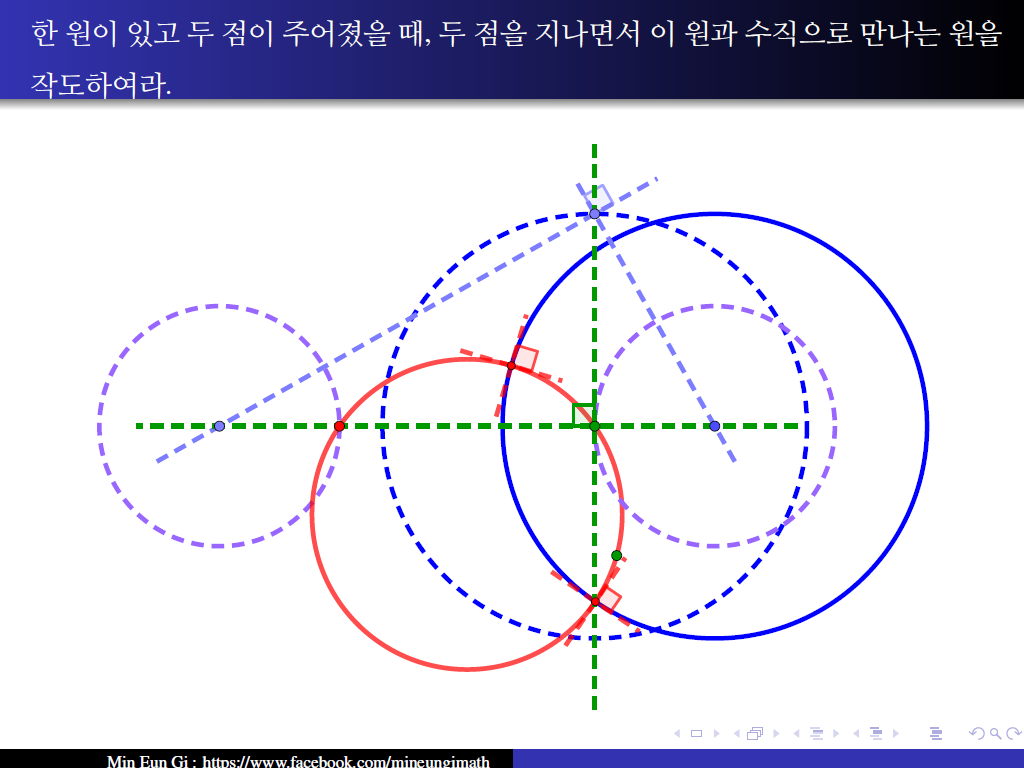 한 원이 있고 두 점이 주어졌을 때, 두 점을 지나면서 이 원과 수직으로 만나는 원을
작도하여라.
Min Eun Gi : https://www.facebook.com/mineungimath